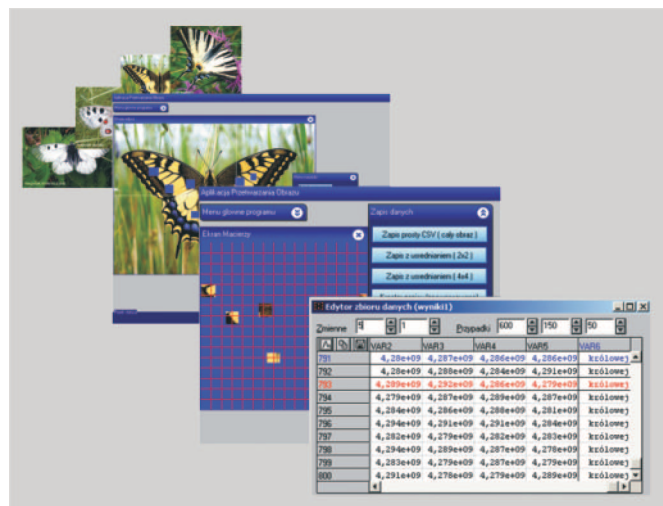 Aplikacja Przetwarzania Obrazu
Menu glowne programu
Zapis danych
Ekran Macierzy
Zapis prosty CSV ( cały obraz )
Zapis z usrednianiem ( 2x2 )
Zapis z usrednianiem ( 4x4 )
Edytor zbioru danych (wyniki1)
Zmienne 5 1 Przypadki 600 150 50
VAR2 VAR3 VAR4 VAR5 VAR6
791 4,28e+09 4,287e+09 4,286e+09 4,286e+09 królowej
792 4,28e+09 4,288e+09 4,284e+09 4,291e+09 królowej
793 4,289e+09 4,292e+09 4,286e+09 4,279e+09 królowej
794 4,279e+09 4,287e+09 4,289e+09 4,287e+09 królowej
795 4,284e+09 4,286e+09 4,288e+09 4,281e+09 królowej
796 4,294e+09 4,291e+09 4,291e+09 4,284e+09 królowej
797 4,282e+09 4,279e+09 4,282e+09 4,283e+09 królowej
798 4,294e+09 4,289e+09 4,287e+09 4,278e+09 królowej
799 4,283e+09 4,279e+09 4,287e+09 4,279e+09 królowej
800 4,291e+09 4,278e+09 4,279e+09 4,289e+09 królowej